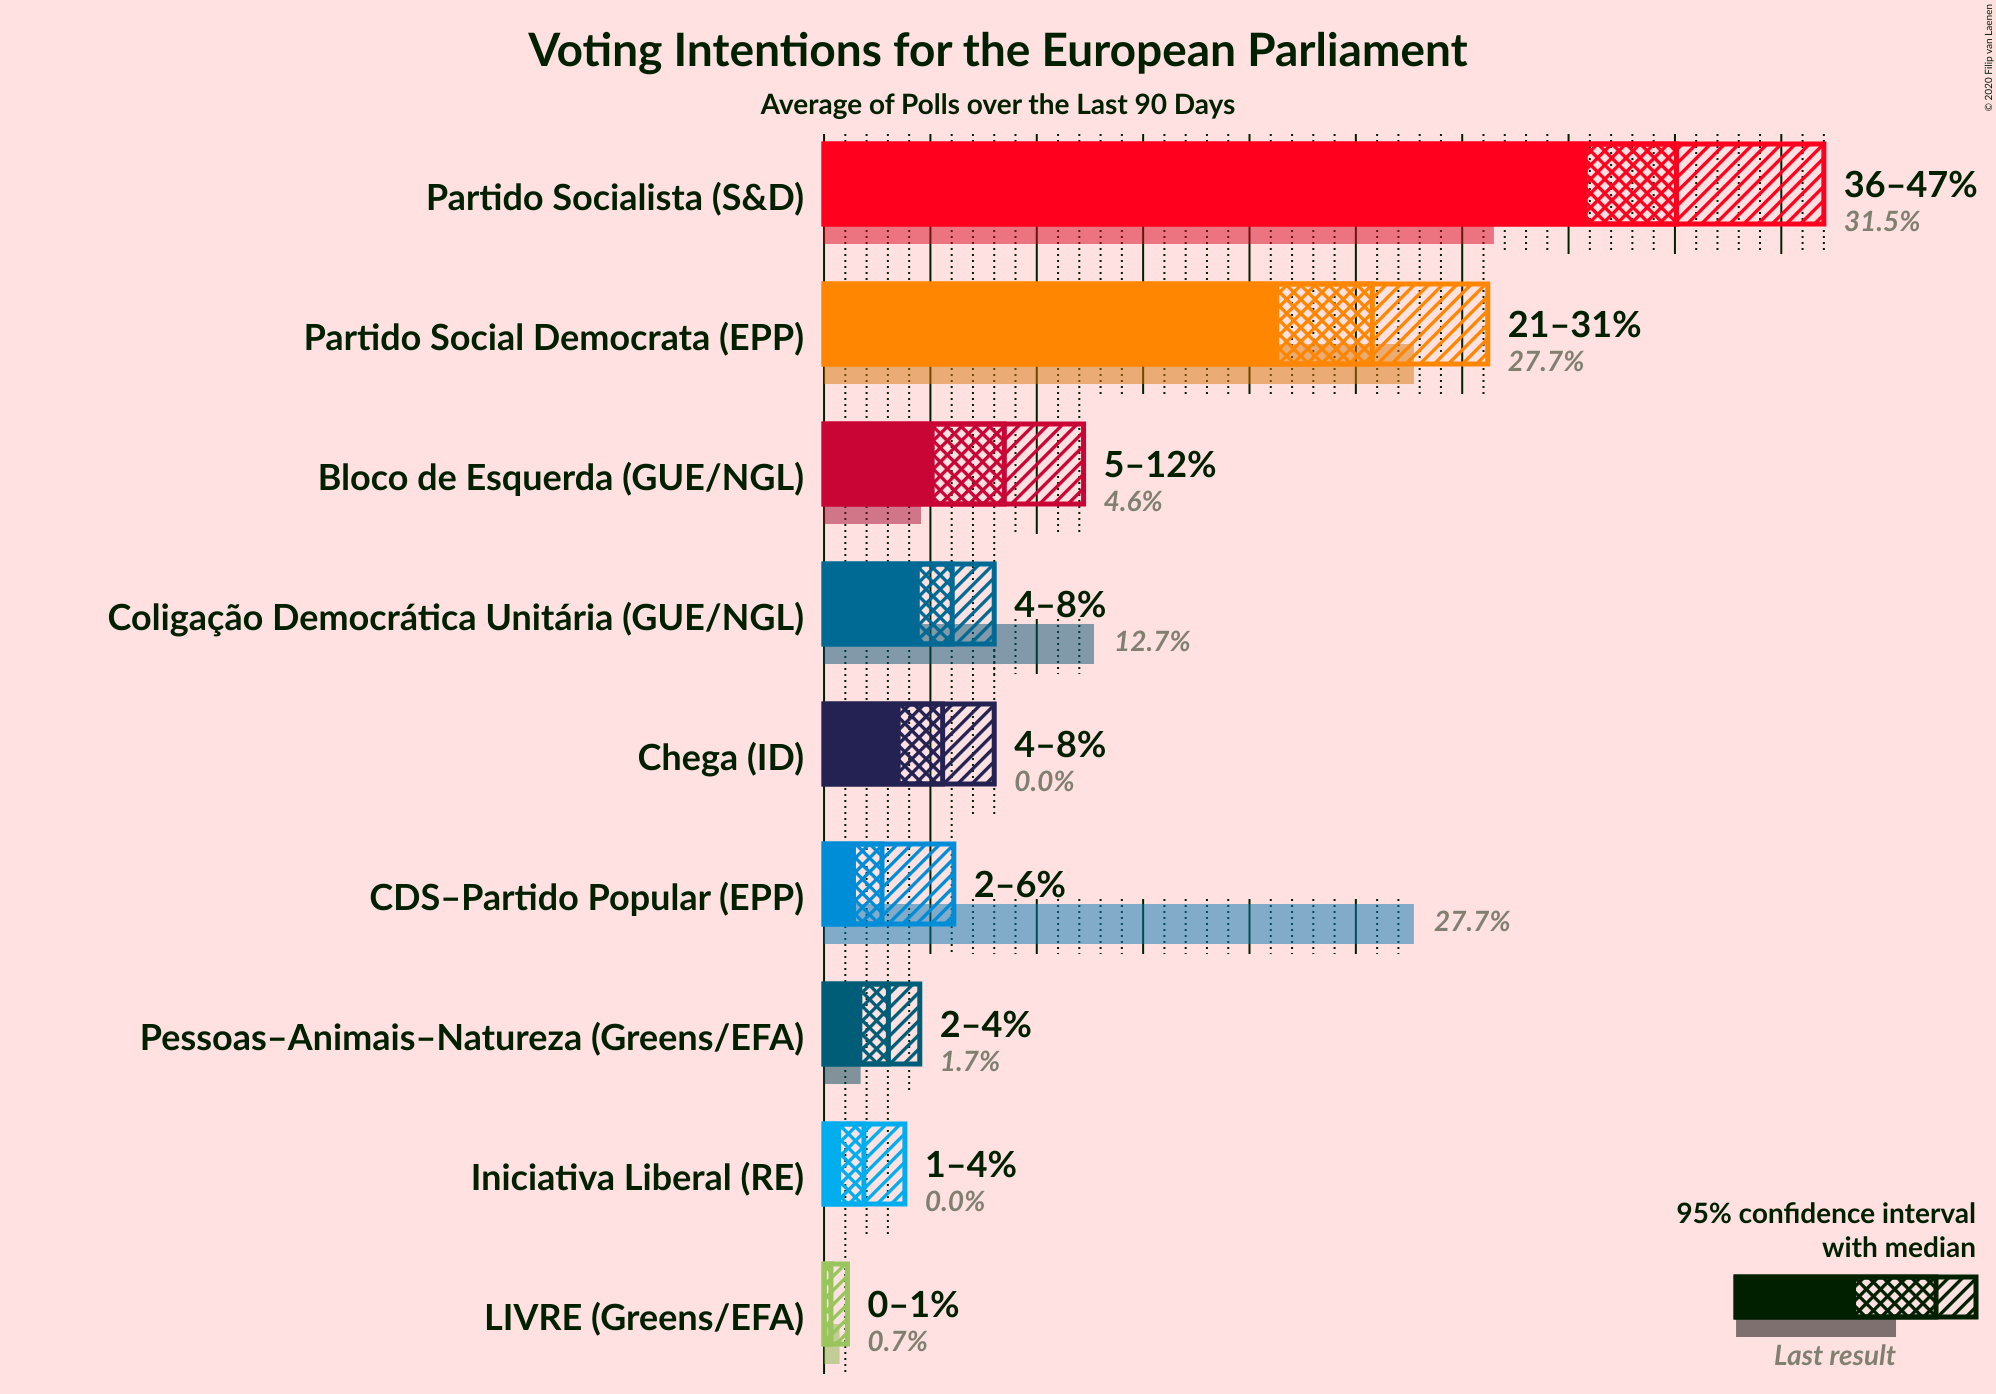 Voting Intentions for the European Parliament
Average of Polls over the Last 90 Days
© 2020 Filip van Laenen
Partido Socialista (S&D)
36–47%
31.5%
Partido Social Democrata (EPP)
21–31%
27.7%
Bloco de Esquerda (GUE/NGL)
5–12%
4.6%
Coligação Democrática Unitária (GUE/NGL)
4–8%
12.7%
Chega (ID)
4–8%
0.0%
CDS–Partido Popular (EPP)
2–6%
27.7%
Pessoas–Animais–Natureza (Greens/EFA)
2–4%
1.7%
Iniciativa Liberal (RE)
1–4%
0.0%
LIVRE (Greens/EFA)
0–1%
0.7%
95% confidence interval
with median
Last result